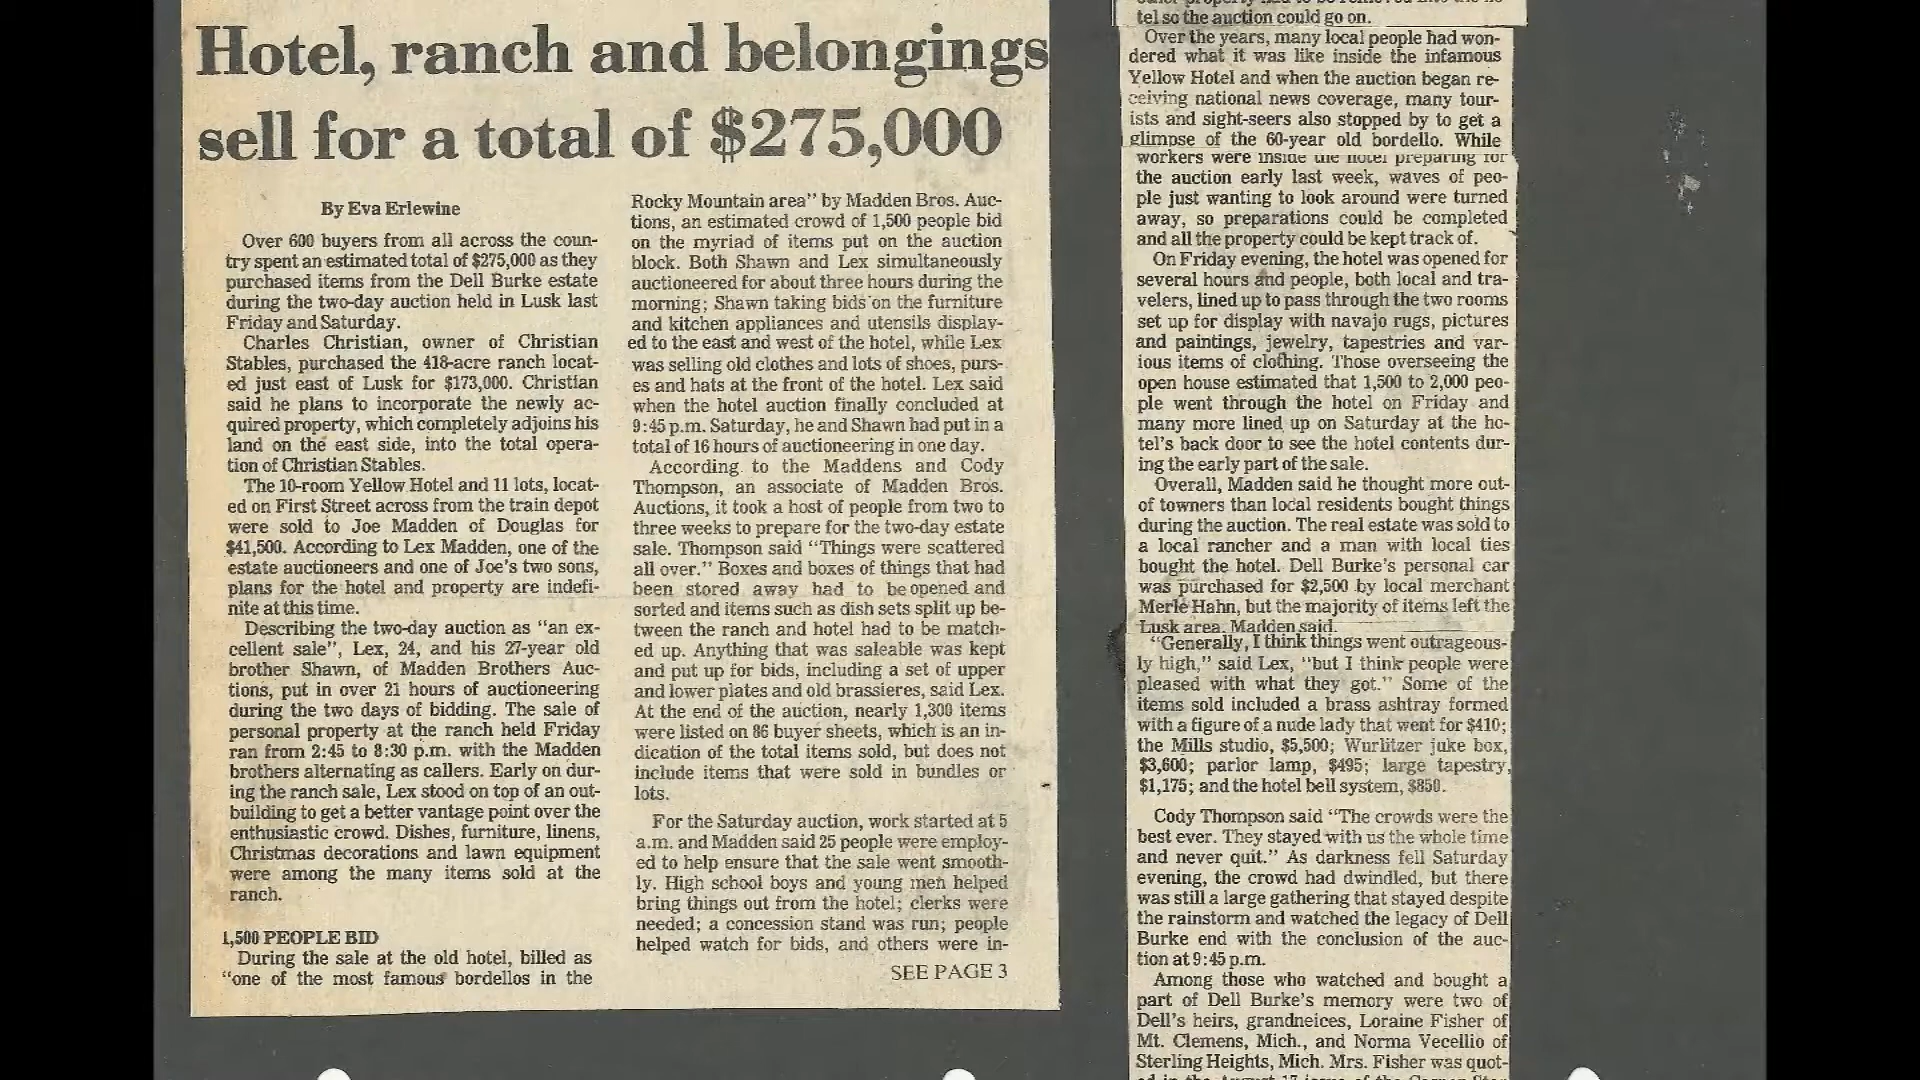 Hotel, ranch and belongings
sell for a total of $275,000
By Eva Erlewine
Over 600 buyers from all across the coun-
try spent an estimated total of $275,000 as they
purchased items from the Dell Burke estate
during the two-day auction held in Lusk last
Friday and Saturday.
Charles Christian, owner of Christian
Stables, purchased the 418-acre ranch locat-
ed just east of Lusk for $173,000. Christian
said he plans to incorporate the newly ac-
quired property, which completely adjoins his
land on the east side, into the total opera-
tion of Christian Stables.
The 10-room Yellow Hotel and 11 lots, locat-
ed on First Street across from the train depot
were sold to Joe Madden of Douglas for
$41,500. According to Lex Madden, one of the
estate auctioneers and one of Joe's two sons,
plans for the hotel and property are indefi-
nite at this time.
Describing the two-day auction as "an ex-
cellent sale", Lex, 24, and his 27-year old
brother Shawn, of Madden Brothers Auc-
tions, put in over 21 hours of auctioneering
during the two days of bidding. The sale of
personal property at the ranch held Friday
ran from 2:45 to 8:30 p.m. with the Madden
brothers alternating as callers. Early on dur-
ing the ranch sale, Lex stood on top of an out-
building to get a better vantage point over the
enthusiastic crowd. Dishes, furniture, linens,
Christmas decorations and lawn equipment
were among the many items sold at the
ranch.
1,500 PEOPLE BID
During the sale at the old hotel, billed as
"one of the most famous bordellos in the
Rocky Mountain area" by Madden Bros. Auc-
tions, an estimated crowd of 1,500 people bid
on the myriad of items put on the auction
block. Both Shawn and Lex simultaneously
auctioneered for about three hours during the
morning; Shawn taking bids on the furniture
and kitchen appliances and utensils display-
ed to the east and west of the hotel, while Lex
was selling old clothes and lots of shoes, purs-
es and hats at the front of the hotel. Lex said
when the hotel auction finally concluded at
9:45 p.m. Saturday, he and Shawn had put in a
total of 16 hours of auctioneering in one day.
According to the Maddens and Cody
Thompson, an associate of Madden Bros.
Auctions, it took a host of people from two to
three weeks to prepare for the two-day estate
sale. Thompson said "Things were scattered
all over." Boxes and boxes of things that had
been stored away had to be opened and
sorted and items such as dish sets split up be-
tween the ranch and hotel had to be match-
ed up. Anything that was saleable was kept
and put up for bids, including a set of upper
and lower plates and old brassieres, said Lex.
At the end of the auction, nearly 1,300 items
were listed on 86 buyer sheets, which is an in-
dication of the total items sold, but does not
include items that were sold in bundles or
lots.
For the Saturday auction, work started at 5
a.m. and Madden said 25 people were employ-
ed to help ensure that the sale went smooth-
ly. High school boys and young men helped
bring things out from the hotel; clerks were
needed; a concession stand was run; people
helped watch for bids, and others were in-
SEE PAGE 3
tel so the auction could go on.
Over the years, many local people had won-
dered what it was like inside the infamous
Yellow Hotel and when the auction began re-
ceiving national news coverage, many tour-
ists and sight-seers also stopped by to get a
glimpse of the 60-year old bordello. While
workers were inside the hotel preparing for
the auction early last week, waves of peo-
ple just wanting to look around were turned
away, so preparations could be completed
and all the property could be kept track of.
On Friday evening, the hotel was opened for
several hours and people, both local and tra-
velers, lined up to pass through the two rooms
set up for display with navajo rugs, pictures
and paintings, jewelry, tapestries and var-
ious items of clothing. Those overseeing the
open house estimated that 1,500 to 2,000 peo-
ple went through the hotel on Friday and
many more lined up on Saturday at the ho-
tel's back door to see the hotel contents dur-
ing the early part of the sale.
Overall, Madden said he thought more out-
of towners than local residents bought things
during the auction. The real estate was sold to
a local rancher and a man with local ties
bought the hotel. Dell Burke's personal car
was purchased for $2,500 by local merchant
Merle Hahn, but the majority of items left the
Lusk area, Madden said.
"Generally, I think things went outrageous-
ly high," said Lex, "but I think people were
pleased with what they got." Some of the
items sold included a brass ashtray formed
with a figure of a nude lady that went for $410;
the Mills studio, $5,500; Wurlitzer juke box,
$3,600; parlor lamp, $495; large tapestry,
$1,175; and the hotel bell system, $850.
Cody Thompson said "The crowds were the
best ever. They stayed with us the whole time
and never quit." As darkness fell Saturday
evening, the crowd had dwindled, but there
was still a large gathering that stayed despite
the rainstorm and watched the legacy of Dell
Burke end with the conclusion of the auc-
tion at 9:45 p.m.
Among those who watched and bought a
part of Dell Burke's memory were two of
Dell's heirs, grandneices, Loraine Fisher of
Mt. Clemens, Mich., and Norma Vecellio of
Sterling Heights, Mich. Mrs. Fisher was quot-